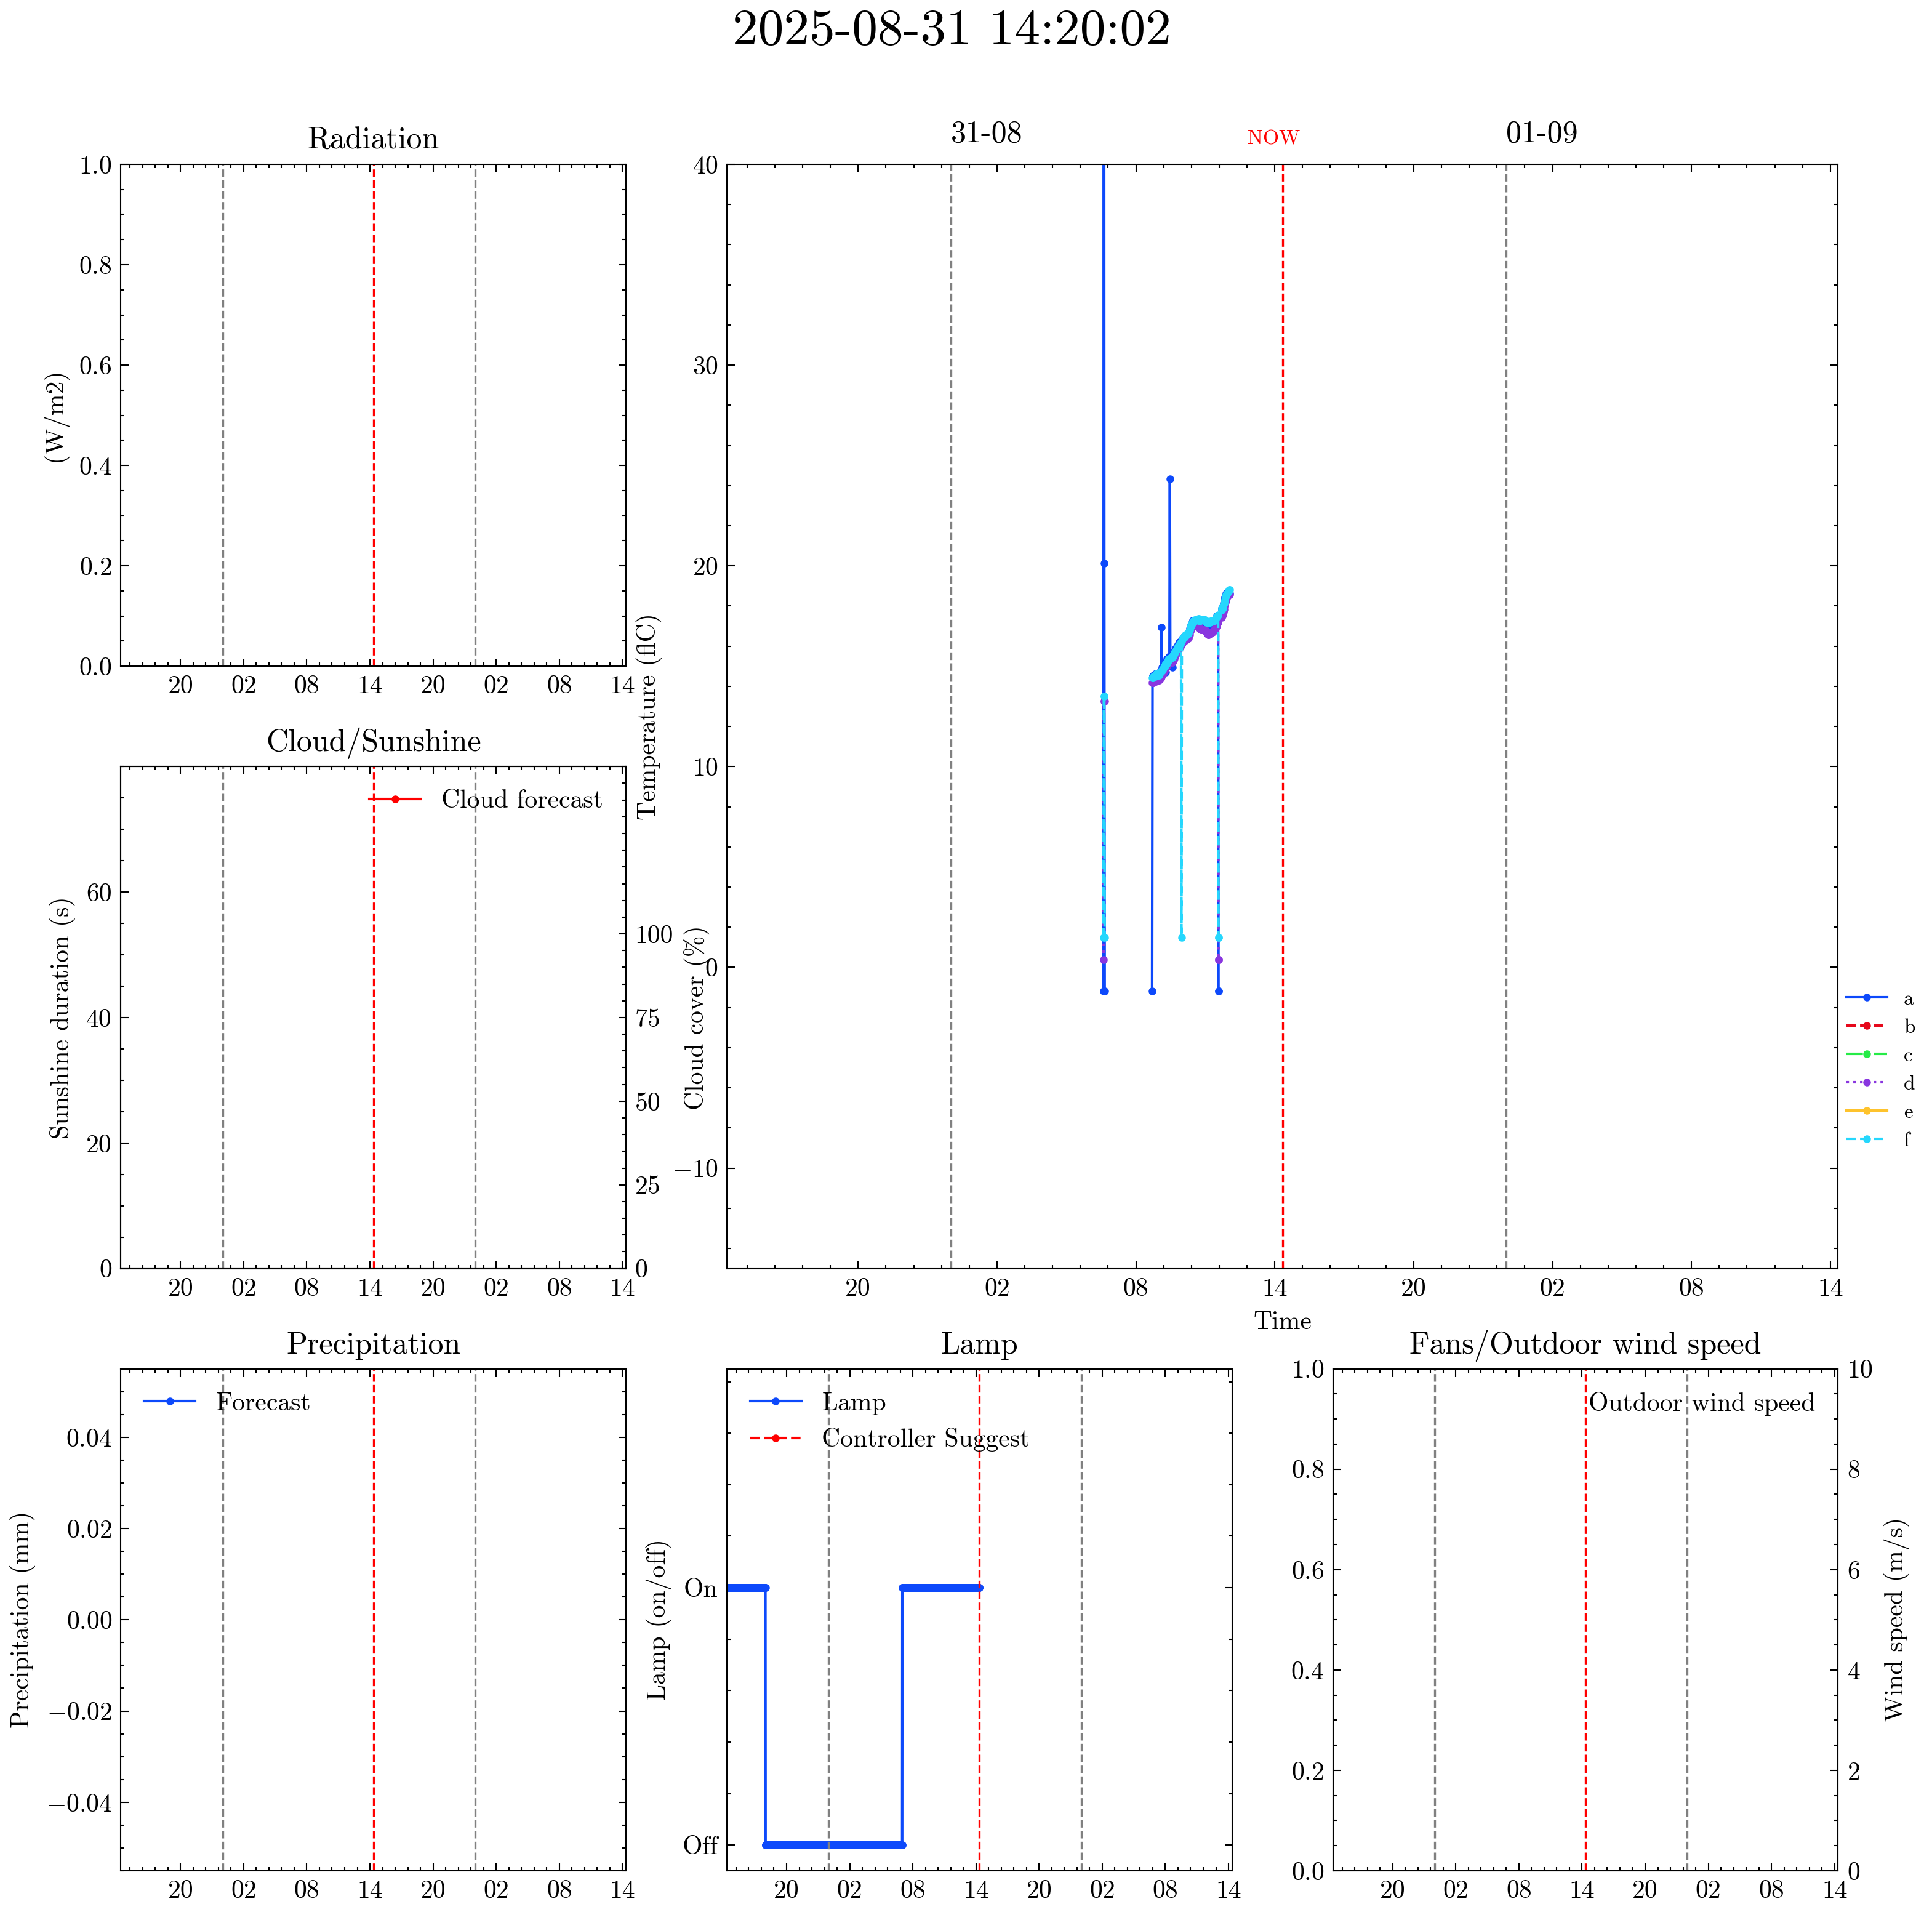 2025-08-31 14:20:02
Radiation
(W/m2)
1.0
0.8
0.6
0.4
0.2
0.0
20 02 08 14 20 02 08 14
31-08 NOW 01-09
Temperature (flC)
40
30
20
10
0
−10
20 02 08 14 20 02 08 14
Time
a
b
c
d
e
f
Cloud/Sunshine
Cloud forecast
Sunshine duration (s)
60
40
20
0
100
75
50
25
0
Cloud cover (%)
20 02 08 14 20 02 08 14
Precipitation
Forecast
Precipitation (mm)
0.04
0.02
0.00
−0.02
−0.04
20 02 08 14 20 02 08 14
Lamp
Lamp
Controller Suggest
Lamp (on/off)
On
Off
20 02 08 14 20 02 08 14
Fans/Outdoor wind speed
Outdoor wind speed
1.0
0.8
0.6
0.4
0.2
0.0
10
8
6
4
2
0
Wind speed (m/s)
20 02 08 14 20 02 08 14